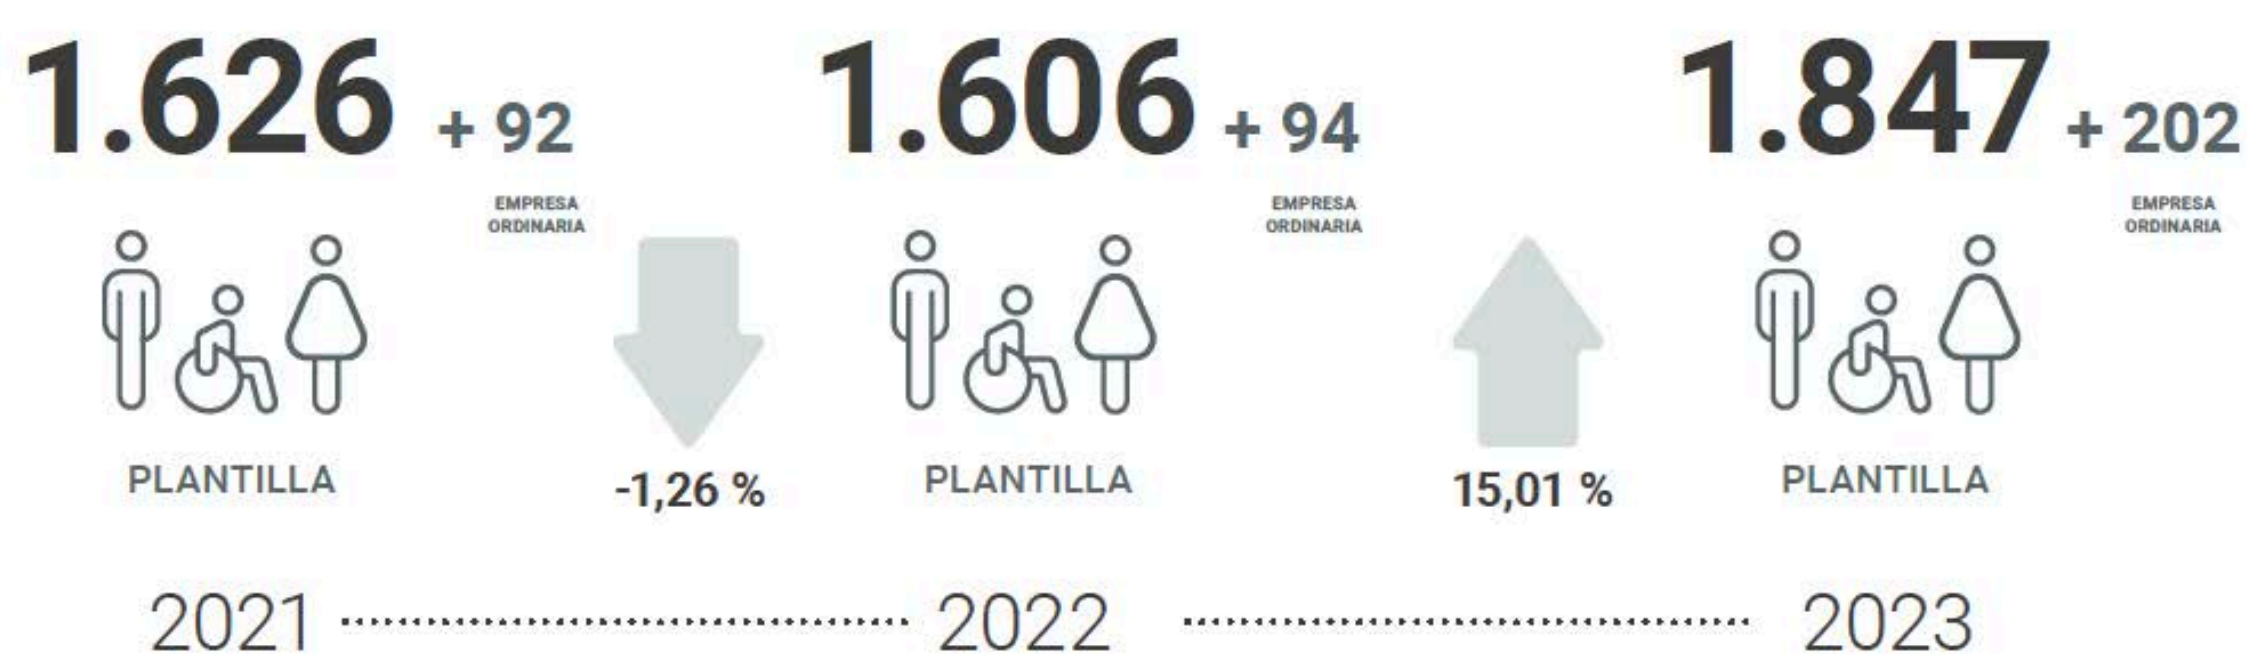 1.626 + 92
EMPRESA
ORDINARIA
PLANTILLA
2021
-1,26 %
1.606 + 94
EMPRESA
ORDINARIA
PLANTILLA
2022
15,01 %
1.847 + 202
EMPRESA
ORDINARIA
PLANTILLA
2023